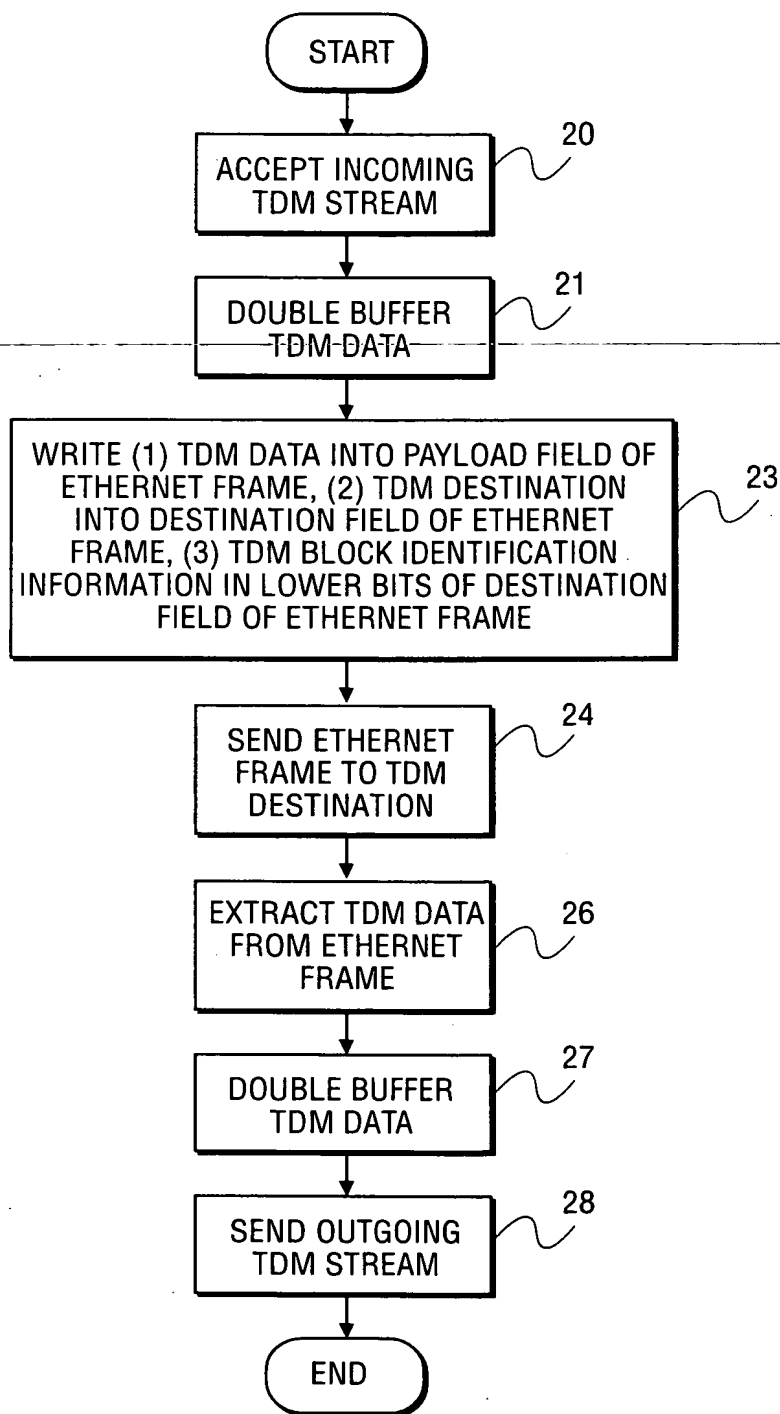 START
20
ACCEPT INCOMING
TDM STREAM
21
DOUBLE BUFFER
TDM DATA
WRITE (1) TDM DATA INTO PAYLOAD FIELD OF
ETHERNET FRAME, (2) TDM DESTINATION
INTO DESTINATION FIELD OF ETHERNET
FRAME, (3) TDM BLOCK IDENTIFICATION
INFORMATION IN LOWER BITS OF DESTINATION
FIELD OF ETHERNET FRAME
23
24
SEND ETHERNET
FRAME TO TDM
DESTINATION
EXTRACT TDM DATA
FROM ETHERNET
FRAME
26
27
DOUBLE BUFFER
TDM DATA
28
SEND OUTGOING
TDM STREAM
END